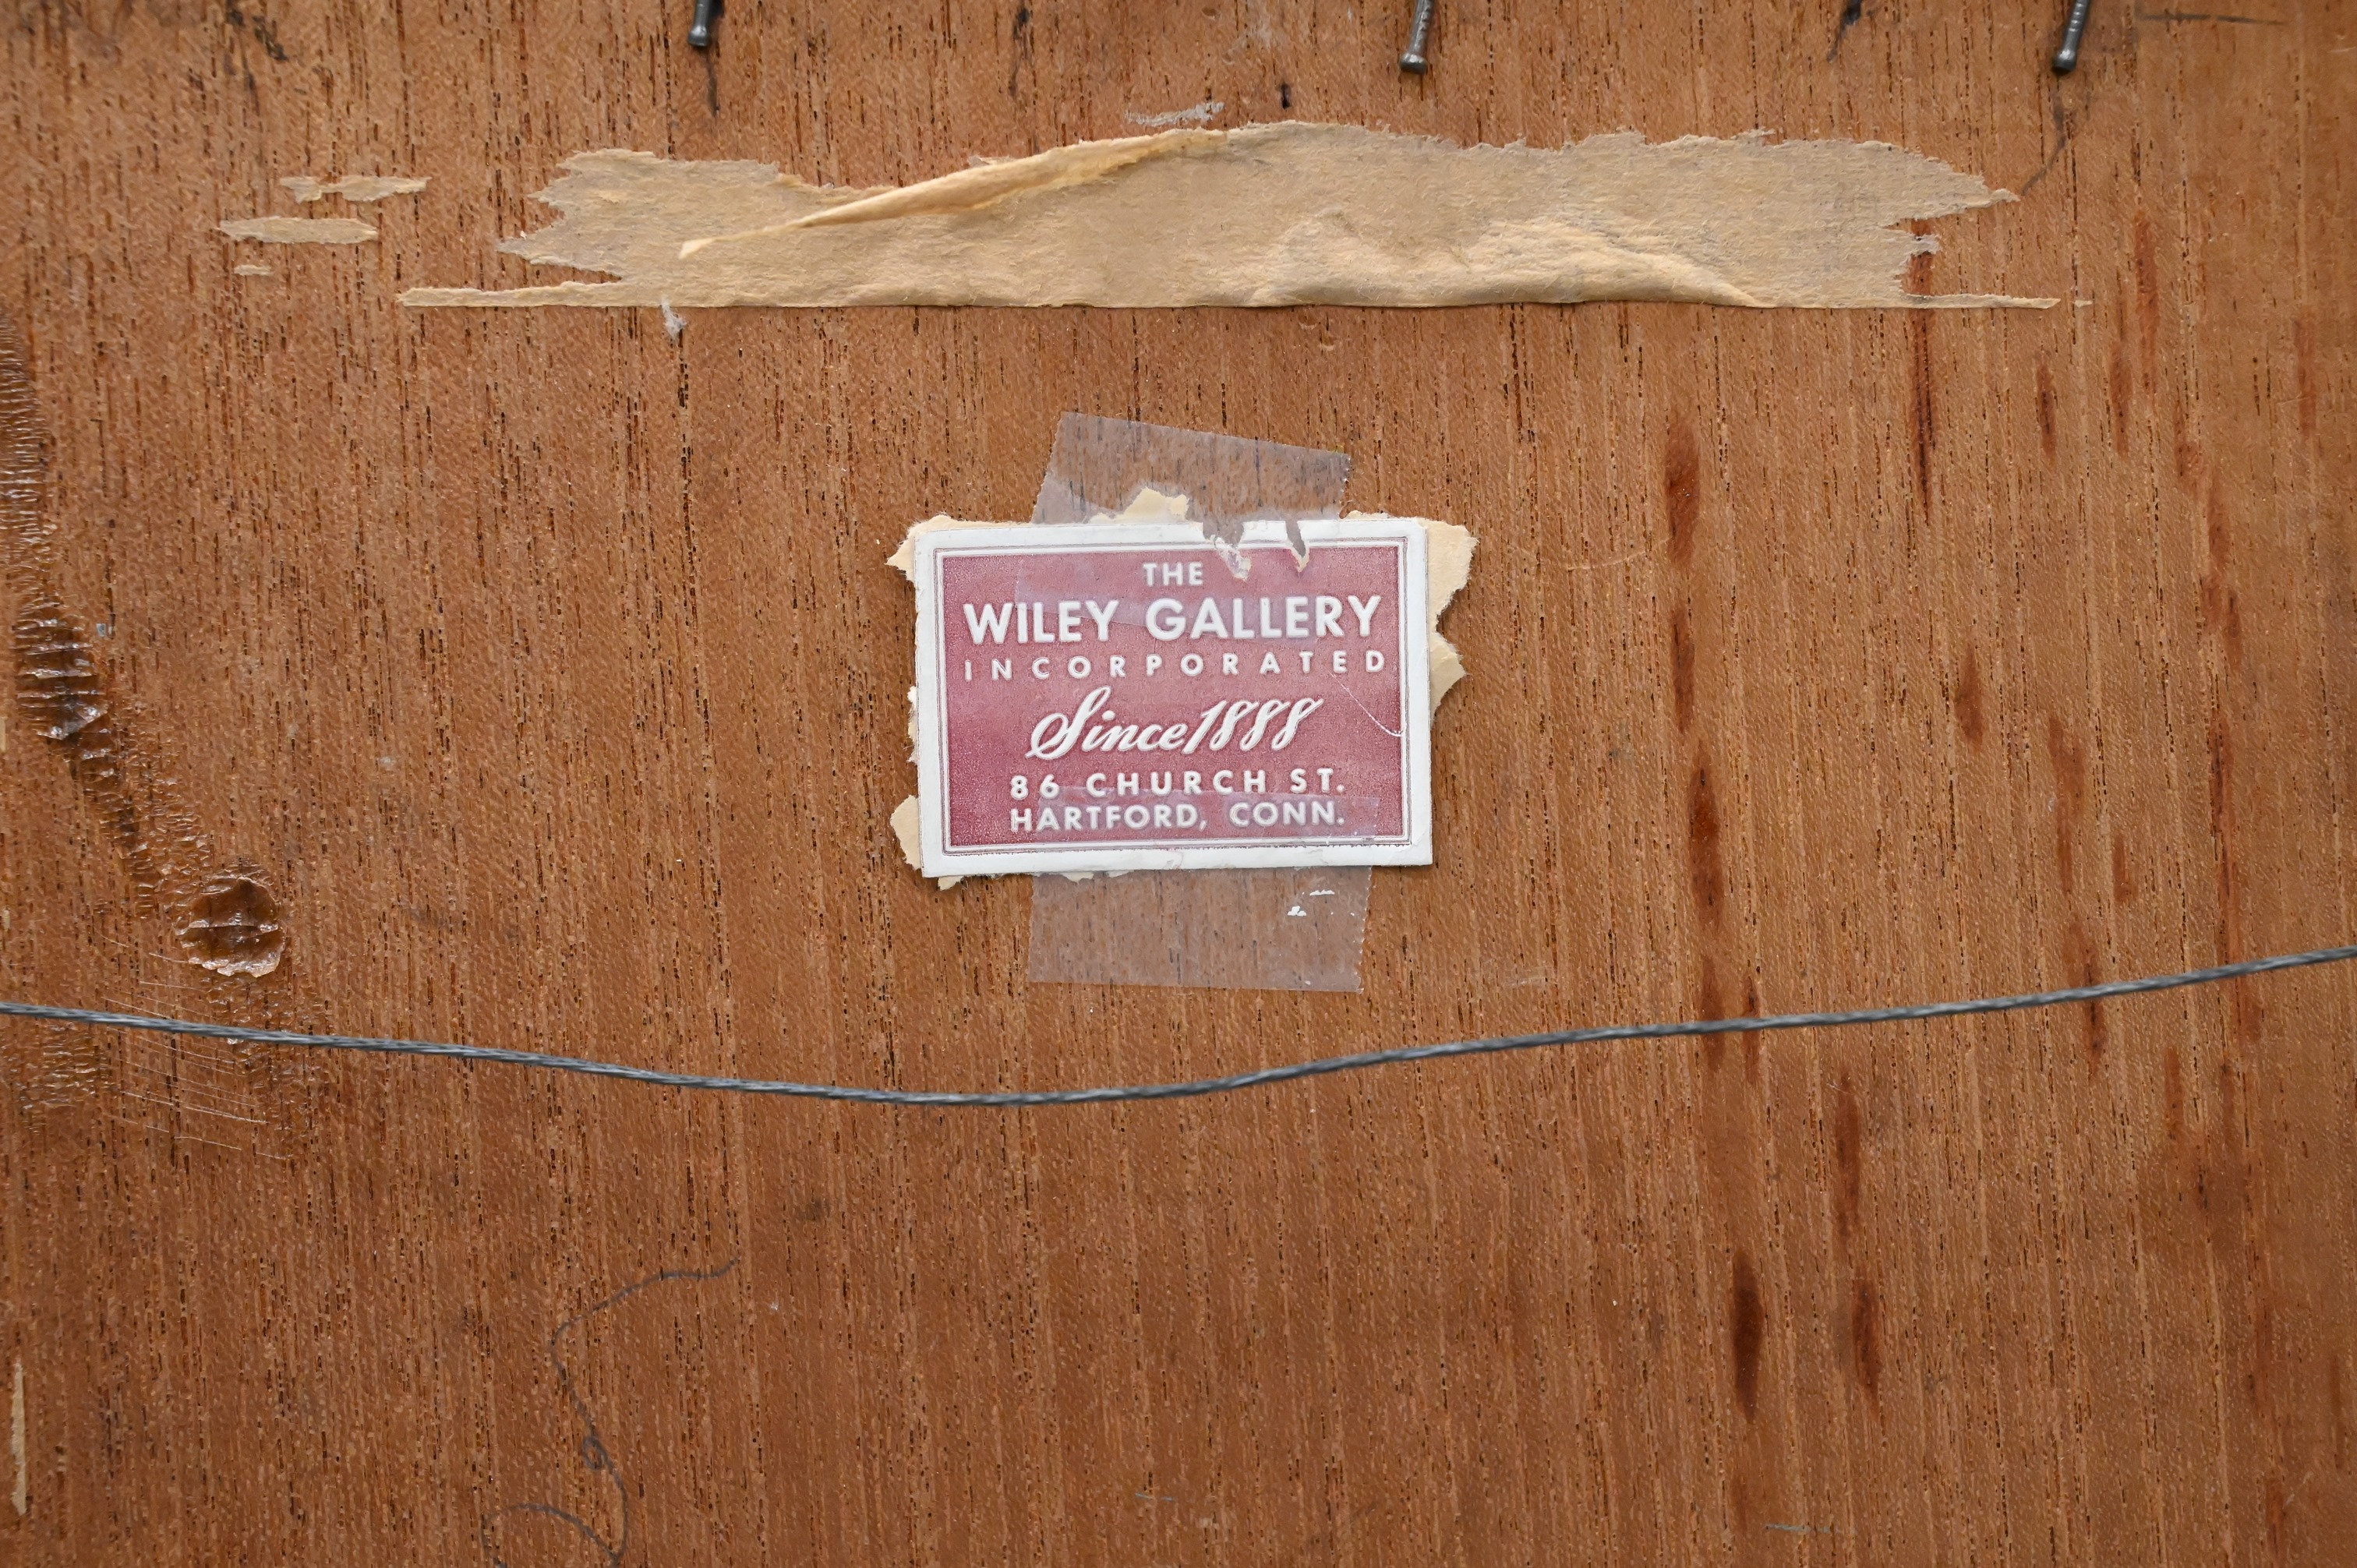 THE
WILEY GALLERY
INCORPORATED
Since 1888
86 CHURCH ST.
HARTFORD, CONN.